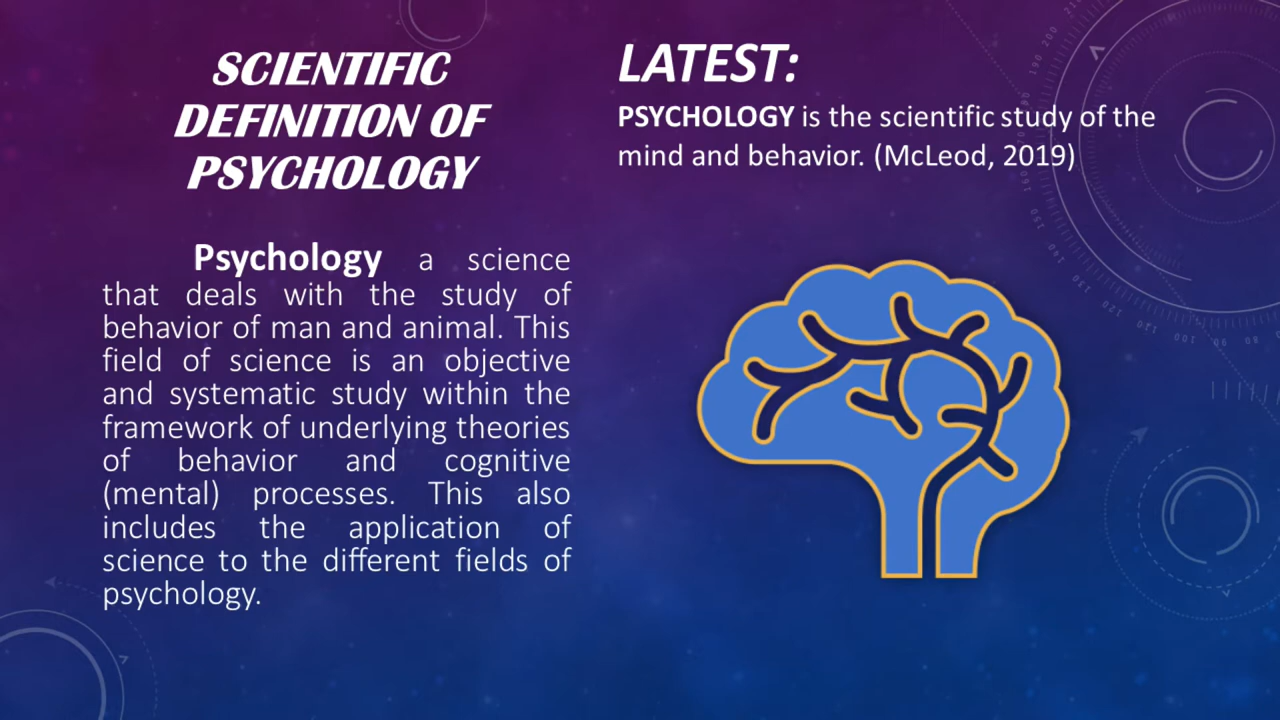 SCIENTIFIC
DEFINITION OF
PSYCHOLOGY
Psychology a science
that deals with the study of
behavior of man and animal. This
field of science is an objective
and systematic study within the
framework of underlying theories
of behavior and cognitive
(mental) processes. This also
includes the application of
science to the different fields of
psychology.
LATEST:
PSYCHOLOGY is the scientific study of the
mind and behavior. (McLeod, 2019)